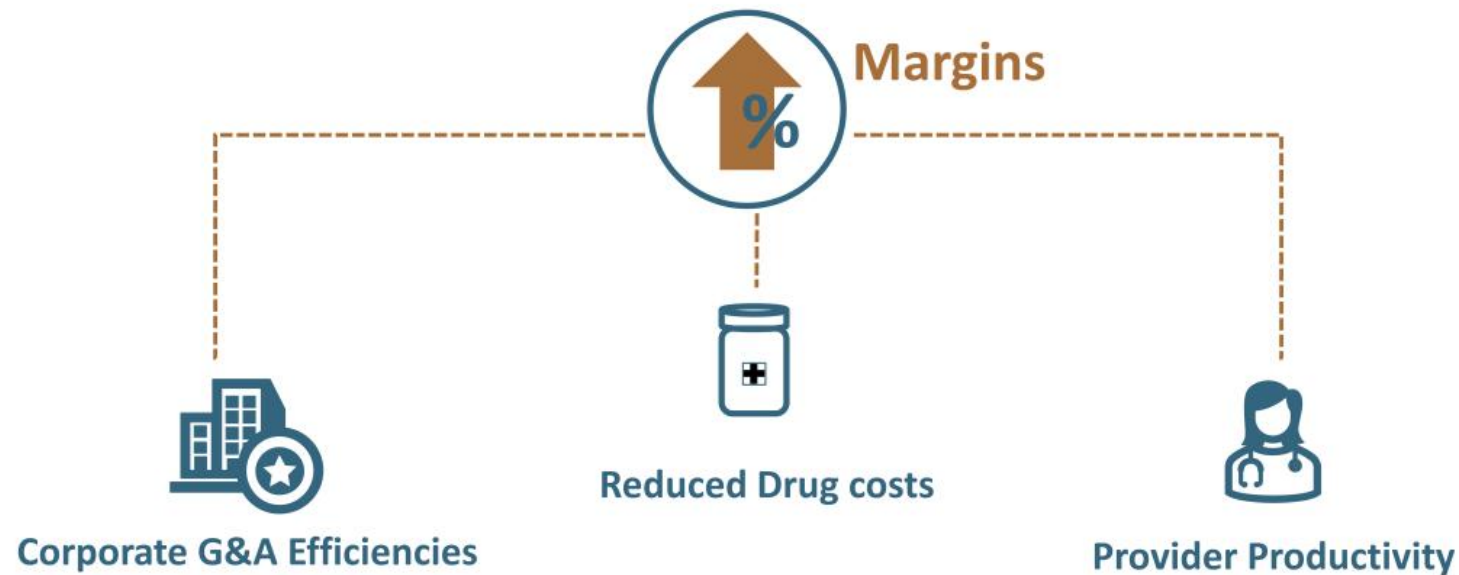 %
Margins
Reduced Drug costs
Corporate G&A Efficiencies
Provider Productivity